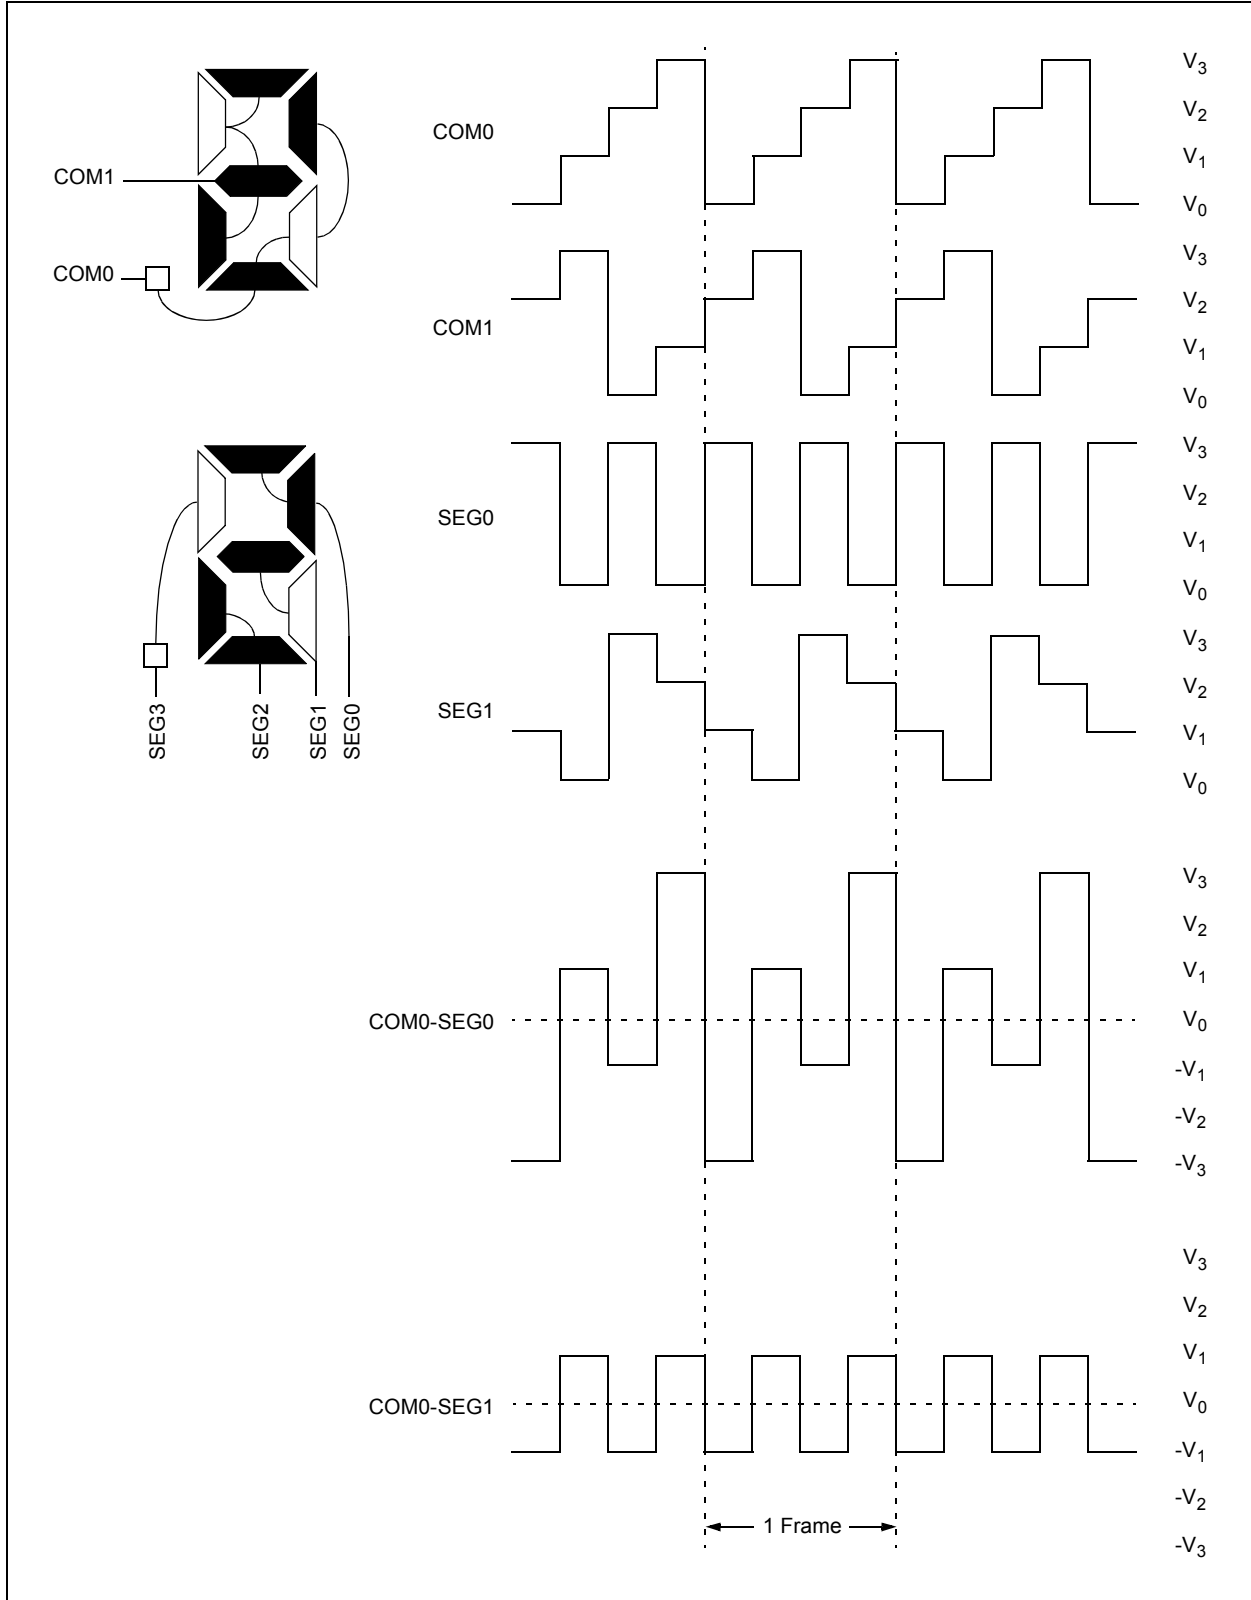 COM1
COM0
SEG3
SEG2
SEG1
SEG0
COM0
V3
V2
V1
V0
COM1
V3
V2
V1
V0
SEG0
V3
V2
V1
V0
SEG1
V3
V2
V1
V0
COM0-SEG0
V3
V2
V1
V0
-V1
-V2
-V3
COM0-SEG1
V3
V2
V1
V0
-V1
-V2
-V3
1 Frame